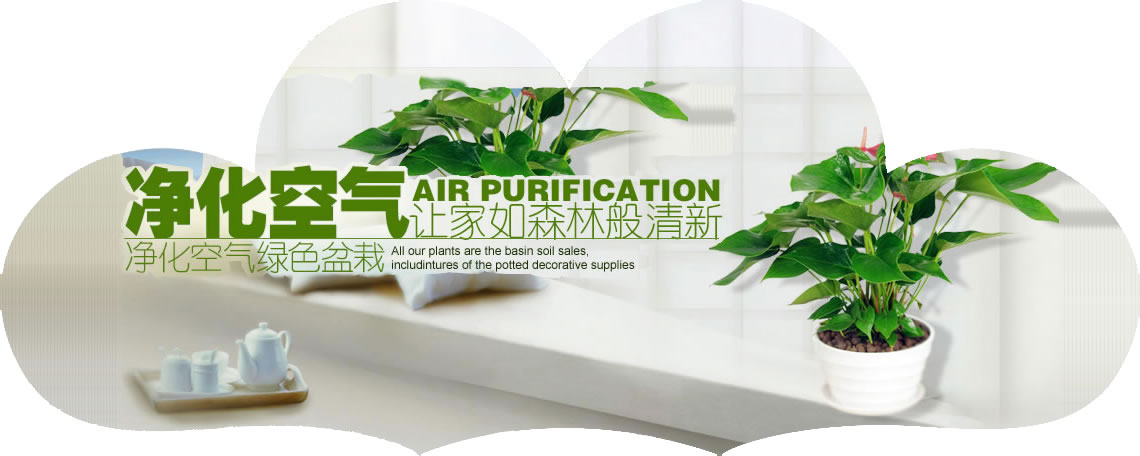 净化空气
AIR PURIFICATION
让家如森林般清新
净化空气绿色盆栽
All our plants are the basin soil sales,
includintures of the potted decorative supplies